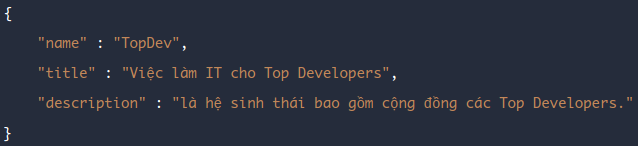 {
"name" : "TopDev",
"title" : "Việc làm IT cho Top Developers",
"description" : "là hệ sinh thái bao gồm cộng đồng các Top Developers."
}